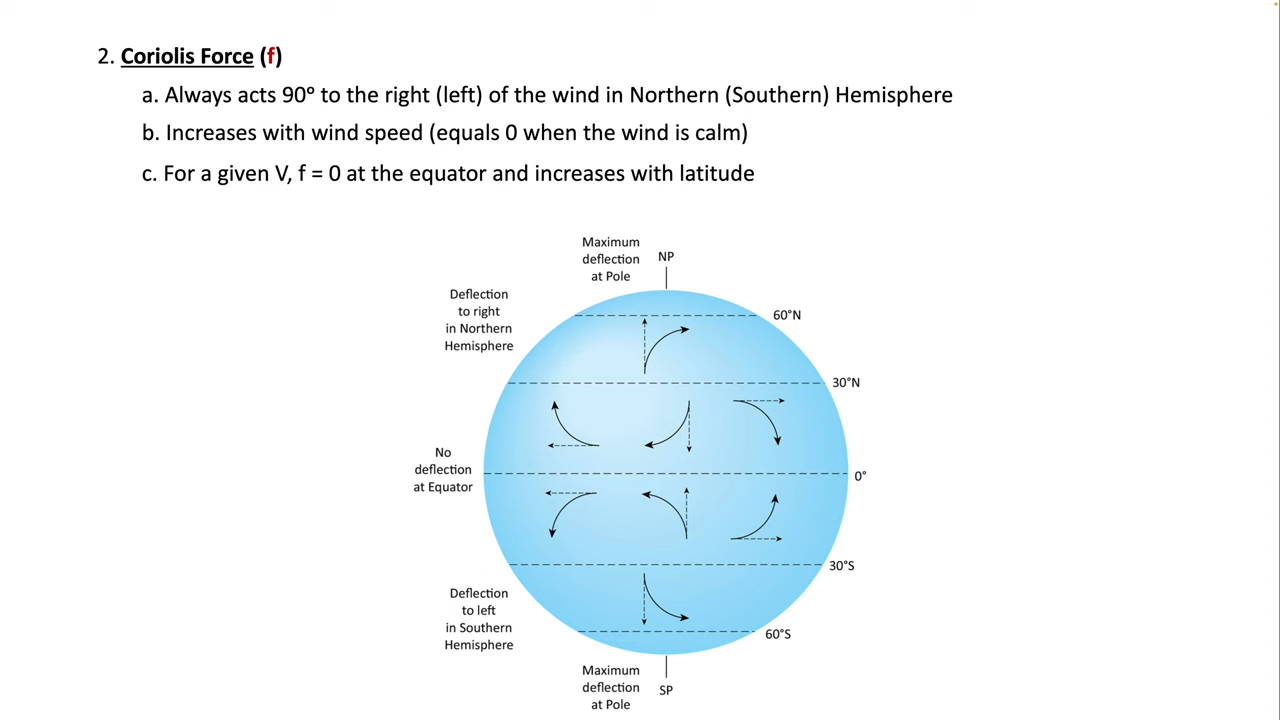 2. Coriolis Force (f)
a. Always acts 90° to the right (left) of the wind in Northern (Southern) Hemisphere
b. Increases with wind speed (equals 0 when the wind is calm)
c. For a given V, f = 0 at the equator and increases with latitude
Maximum
deflection
at Pole
NP
Deflection
to right
in Northern
Hemisphere
60°N
30°N
No
deflection
at Equator
0°
30°S
Deflection
to left
in Southern
Hemisphere
60°S
Maximum
deflection
at Pole
SP